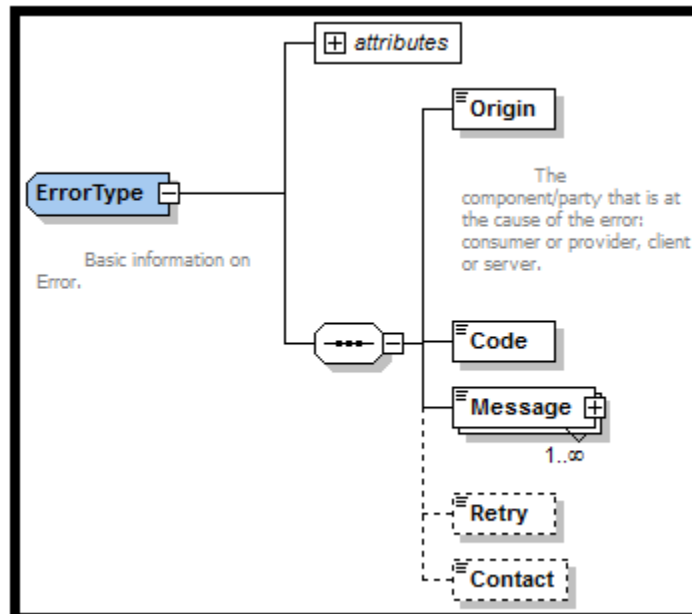 attributes
Origin
The
component/party that is at
the cause of the error:
consumer or provider, client
or server.
ErrorType
Basic information on
Error.
Code
Message
1..∞
Retry
Contact